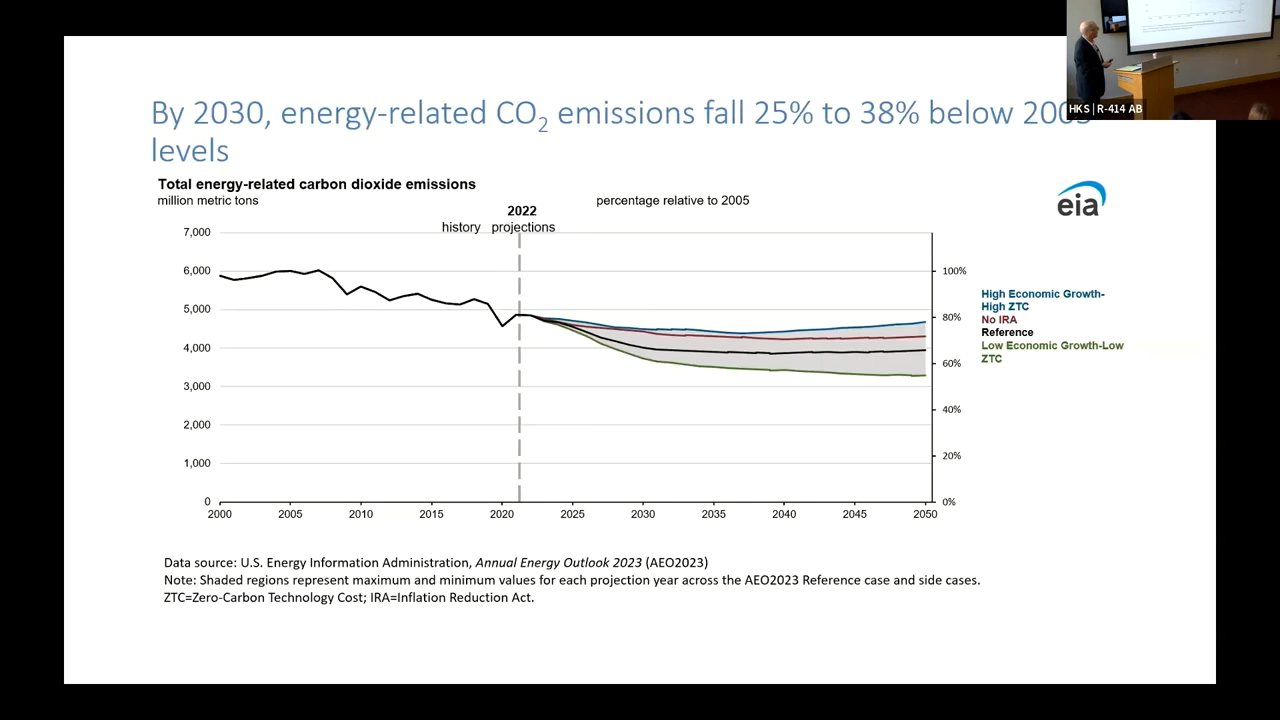 HKS | R-414 AB
By 2030, energy-related CO2 emissions fall 25% to 38% below 2005
levels
Total energy-related carbon dioxide emissions
million metric tons
percentage relative to 2005
eia
2022
history projections
7,000
6,000
5,000
4,000
3,000
2,000
1,000
0
100%
80%
60%
40%
20%
0%
2000 2005 2010 2015 2020 2025 2030 2035 2040 2045 2050
High Economic Growth-
High ZTC
No IRA
Reference
Low Economic Growth-Low
ZTC
Data source: U.S. Energy Information Administration, Annual Energy Outlook 2023 (AEO2023)
Note: Shaded regions represent maximum and minimum values for each projection year across the AEO2023 Reference case and side cases.
ZTC=Zero-Carbon Technology Cost; IRA=Inflation Reduction Act.